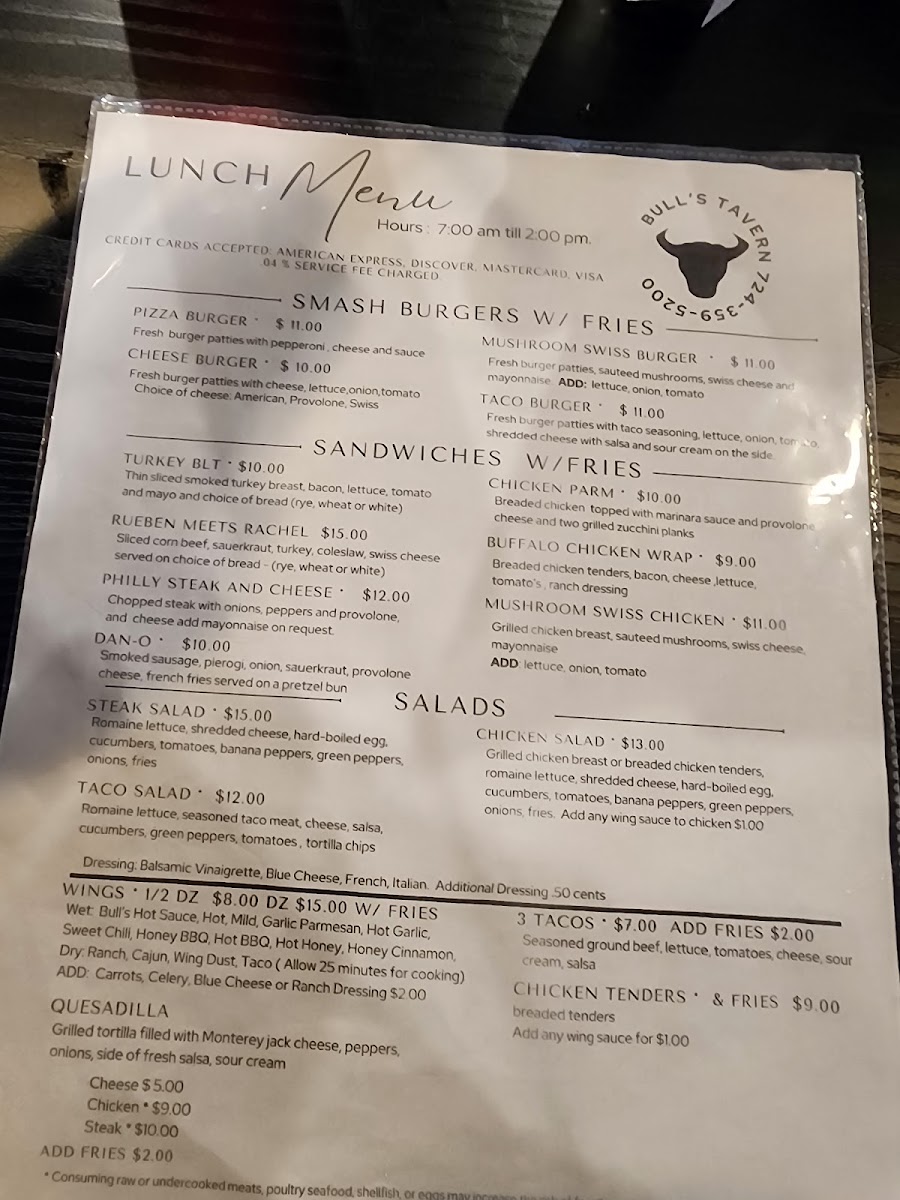 LUNCH Menu
Hours : 7:00 am till 2:00 pm.
BULL'S TAVERN 724-359-5200
CREDIT CARDS ACCEPTED: AMERICAN EXPRESS, DISCOVER, MASTERCARD, VISA
.04 % SERVICE FEE CHARGED
SMASH BURGERS W/ FRIES
PIZZA BURGER • $ 11.00
Fresh burger patties with pepperoni , cheese and sauce
CHEESE BURGER • $ 10.00
Fresh burger patties with cheese, lettuce,onion,tomato
Choice of cheese: American, Provolone, Swiss
MUSHROOM SWISS BURGER • $ 11.00
Fresh burger patties, sauteed mushrooms, swiss cheese and
mayonnaise. ADD: lettuce, onion, tomato
TACO BURGER • $ 11.00
Fresh burger patties with taco seasoning, lettuce, onion,
shredded cheese with salsa and sour cream on the side.
SANDWICHES W/FRIES
TURKEY BLT • $10.00
Thin sliced smoked turkey breast, bacon, lettuce, tomato
and mayo and choice of bread (rye, wheat or white)
RUEBEN MEETS RACHEL $15.00
Sliced corn beef, sauerkraut, turkey, coleslaw, swiss cheese
served on choice of bread - (rye, wheat or white)
PHILLY STEAK AND CHEESE • $12.00
Chopped steak with onions, peppers and provolone,
and cheese add mayonnaise on request.
DAN-O • $10.00
Smoked sausage, pierogi, onion, sauerkraut, provolone
cheese, french fries served on a pretzel bun
CHICKEN PARM • $10.00
Breaded chicken topped with marinara sauce and provolone
cheese and two grilled zucchini planks
BUFFALO CHICKEN WRAP • $9.00
Breaded chicken tenders, bacon, cheese ,lettuce,
tomato's , ranch dressing
MUSHROOM SWISS CHICKEN • $11.00
Grilled chicken breast, sauteed mushrooms, swiss cheese,
mayonnaise
ADD: lettuce, onion, tomato
SALADS
STEAK SALAD • $15.00
Romaine lettuce, shredded cheese, hard-boiled egg,
cucumbers, tomatoes, banana peppers, green peppers,
onions, fries
TACO SALAD • $12.00
Romaine lettuce, seasoned taco meat, cheese, salsa,
cucumbers, green peppers, tomatoes , tortilla chips
CHICKEN SALAD • $13.00
Grilled chicken breast or breaded chicken tenders,
romaine lettuce, shredded cheese, hard-boiled egg,
cucumbers, tomatoes, banana peppers, green peppers,
onions, fries. Add any wing sauce to chicken $1.00
Dressing: Balsamic Vinaigrette, Blue Cheese, French, Italian. Additional Dressing .50 cents
WINGS • 1/2 DZ $8.00 DZ $15.00 W/ FRIES
Wet: Bull's Hot Sauce, Hot, Mild, Garlic Parmesan, Hot Garlic,
Sweet Chili, Honey BBQ, Hot BBQ, Hot Honey, Honey Cinnamon,
Dry: Ranch, Cajun, Wing Dust, Taco ( Allow 25 minutes for cooking)
ADD: Carrots, Celery, Blue Cheese or Ranch Dressing $2.00
QUESADILLA
Grilled tortilla filled with Monterey jack cheese, peppers,
onions, side of fresh salsa, sour cream
Cheese $ 5.00
Chicken • $9.00
Steak • $10.00
ADD FRIES $2.00
3 TACOS • $7.00 ADD FRIES $2.00
Seasoned ground beef, lettuce, tomatoes, cheese, sour
cream, salsa
CHICKEN TENDERS • & FRIES $9.00
breaded tenders
Add any wing sauce for $1.00
* Consuming raw or undercooked meats, poultry seafood, shellfish, or eggs may increase